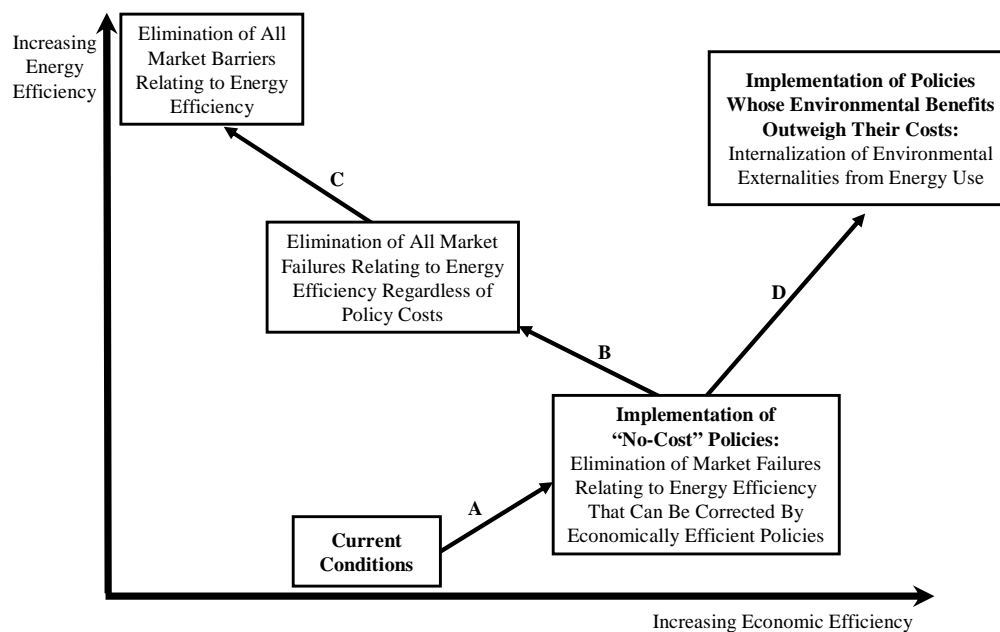 Increasing
Energy
Efficiency
Elimination of All
Market Barriers
Relating to Energy
Efficiency
Implementation of Policies
Whose Environmental Benefits
Outweigh Their Costs:
Internalization of Environmental
Externalities from Energy Use
C
Elimination of All Market
Failures Relating to Energy
Efficiency Regardless of
Policy Costs
D
B
Implementation of
“No-Cost” Policies:
Elimination of Market Failures
Relating to Energy Efficiency
That Can Be Corrected By
Economically Efficient Policies
A
Current
Conditions
Increasing Economic Efficiency